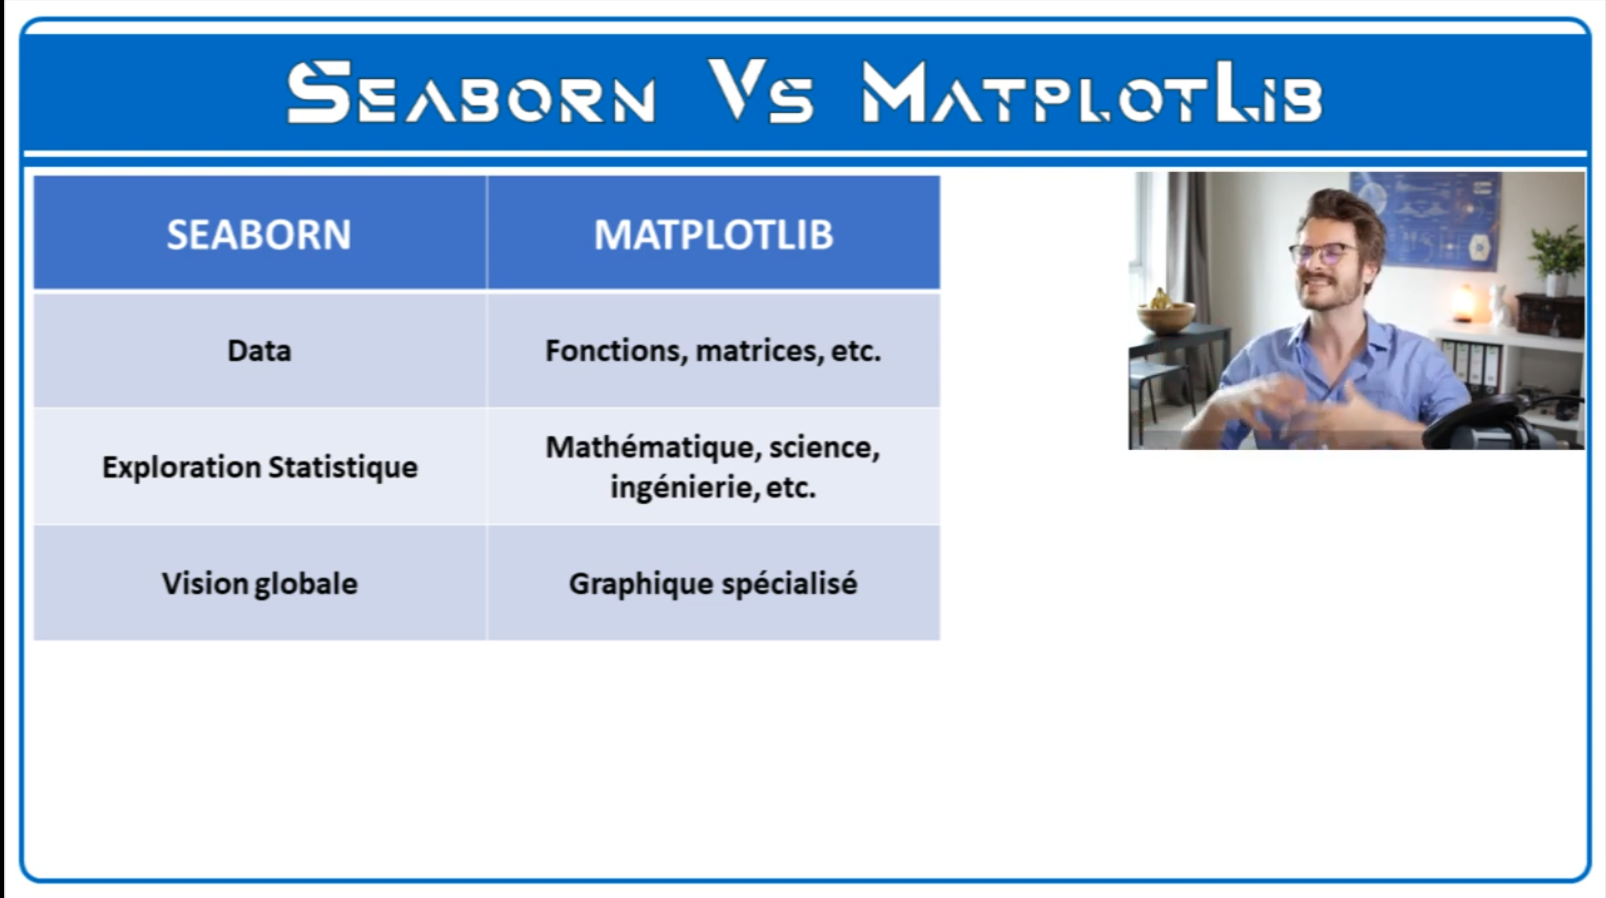 Seaborn Vs MatplotLib
SEABORN
MATPLOTLIB
Data
Fonctions, matrices, etc.
Exploration Statistique
Mathématique, science,
ingénierie, etc.
Vision globale
Graphique spécialisé